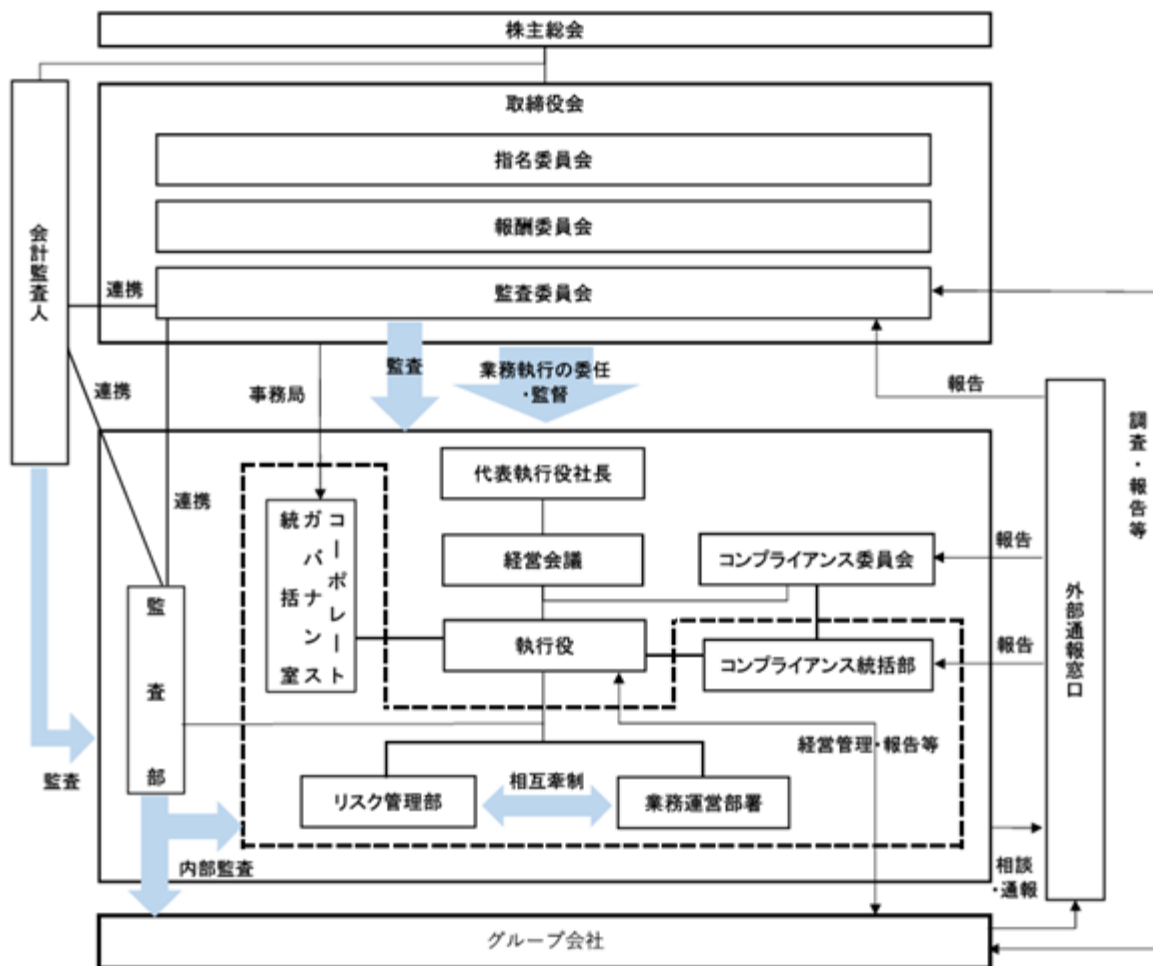 株主総会
取締役会
指名委員会
報酬委員会
監査委員会
会計監査人
連携
連携
連携
事務局
監査
業務執行の委任
・監督
報告
調査・報告等
外部通報窓口
代表執行役社長
経営会議
コンプライアンス委員会
報告
コーポレート
ガバナンス
統括室
執行役
コンプライアンス統括部
報告
監査部
経営管理・報告等
監査
リスク管理部
相互牽制
業務運営部署
内部監査
相談
・通報
グループ会社